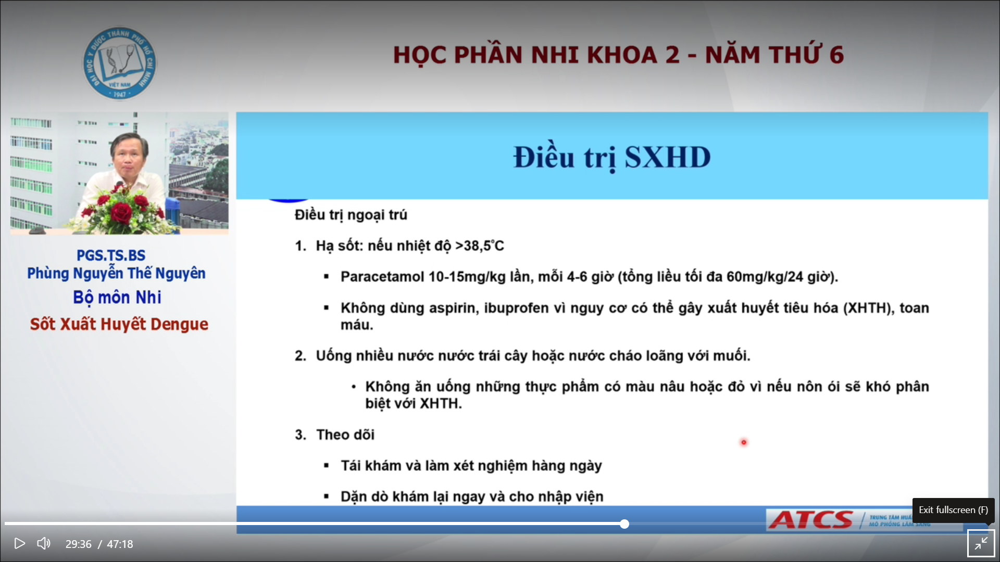 ĐẠI HỌC Y DƯỢC THÀNH PHỐ HỒ CHÍ MINH
VIỆT NAM
1947
HỌC PHẦN NHI KHOA 2 - NĂM THỨ 6
PGS.TS.BS
Phùng Nguyễn Thế Nguyên
Bộ môn Nhi
Sốt Xuất Huyết Dengue
Điều trị SXHD
Điều trị ngoại trú
1. Hạ sốt: nếu nhiệt độ >38,5°C
▪ Paracetamol 10-15mg/kg lần, mỗi 4-6 giờ (tổng liều tối đa 60mg/kg/24 giờ).
▪ Không dùng aspirin, ibuprofen vì nguy cơ có thể gây xuất huyết tiêu hóa (XHTH), toan
máu.
2. Uống nhiều nước nước trái cây hoặc nước cháo loãng với muối.
• Không ăn uống những thực phẩm có màu nâu hoặc đỏ vì nếu nôn ói sẽ khó phân
biệt với XHTH.
3. Theo dõi
▪ Tái khám và làm xét nghiệm hàng ngày
▪ Dặn dò khám lại ngay và cho nhập viện
Exit fullscreen (F)
ATCS
TRUNG TÂM
MÔ PHỎNG LÂM SÀNG
29:36 / 47:18